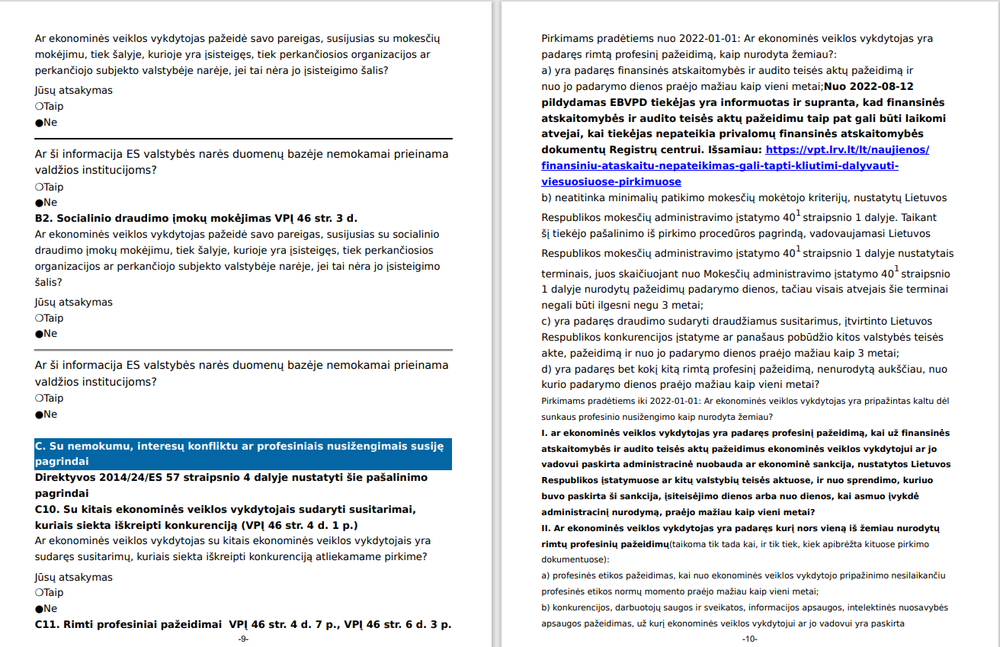 Ar ekonominės veiklos vykdytojas pažeidė savo pareigas, susijusias su mokesčių
mokėjimu, tiek šalyje, kurioje yra įsisteigęs, tiek perkančiosios organizacijos ar
perkančiojo subjekto valstybėje narėje, jei tai nėra jo įsisteigimo šalis?
Jūsų atsakymas
❍Taip
●Ne
Ar ši informacija ES valstybės narės duomenų bazėje nemokamai prieinama
valdžios institucijoms?
❍Taip
●Ne
B2. Socialinio draudimo įmokų mokėjimas VPĮ 46 str. 3 d.
Ar ekonominės veiklos vykdytojas pažeidė savo pareigas, susijusias su socialinio
draudimo įmokų mokėjimu, tiek šalyje, kurioje yra įsisteigęs, tiek perkančiosios
organizacijos ar perkančiojo subjekto valstybėje narėje, jei tai nėra jo įsisteigimo
šalis?
Jūsų atsakymas
❍Taip
●Ne
Ar ši informacija ES valstybės narės duomenų bazėje nemokamai prieinama
valdžios institucijoms?
❍Taip
●Ne
C. Su nemokumu, interesų konfliktu ar profesiniais nusižengimais susiję
pagrindai
Direktyvos 2014/24/ES 57 straipsnio 4 dalyje nustatyti šie pašalinimo
pagrindai
C10. Su kitais ekonominės veiklos vykdytojais sudaryti susitarimai,
kuriais siekta iškreipti konkurenciją (VPĮ 46 str. 4 d. 1 p.)
Ar ekonominės veiklos vykdytojas su kitais ekonominės veiklos vykdytojais yra
sudaręs susitarimų, kuriais siekta iškreipti konkurenciją atliekamame pirkime?
Jūsų atsakymas
❍Taip
●Ne
C11. Rimti profesiniai pažeidimai  VPĮ 46 str. 4 d. 7 p., VPĮ 46 str. 6 d. 3 p.
-9-
Pirkimams pradėtiems nuo 2022-01-01: Ar ekonominės veiklos vykdytojas yra
padaręs rimtą profesinį pažeidimą, kaip nurodyta žemiau?:
a) yra padaręs finansinės atskaitomybės ir audito teisės aktų pažeidimą ir
nuo jo padarymo dienos praėjo mažiau kaip vieni metai;Nuo 2022-08-12
pildydamas EBVPD tiekėjas yra informuotas ir supranta, kad finansinės
atskaitomybės ir audito teisės aktų pažeidimu taip pat gali būti laikomi
atvejai, kai tiekėjas nepateikia privalomų finansinės atskaitomybės
dokumentų Registrų centrui. Išsamiau: https://vpt.lrv.lt/lt/naujienos/
finansiniu-ataskaitu-nepateikimas-gali-tapti-kliutimi-dalyvauti-
viesuosiuose-pirkimuose
b) neatitinka minimalių patikimo mokesčių mokėtojo kriterijų, nustatytų Lietuvos
Respublikos mokesčių administravimo įstatymo 40¹ straipsnio 1 dalyje. Taikant
šį tiekėjo pašalinimo iš pirkimo procedūros pagrindą, vadovaujamasi Lietuvos
Respublikos mokesčių administravimo įstatymo 40¹ straipsnio 1 dalyje nustatytais
terminais, juos skaičiuojant nuo Mokesčių administravimo įstatymo 40¹ straipsnio
1 dalyje nurodytų pažeidimų padarymo dienos, tačiau visais atvejais šie terminai
negali būti ilgesni negu 3 metai;
c) yra padaręs draudimo sudaryti draudžiamus susitarimus, įtvirtinto Lietuvos
Respublikos konkurencijos įstatyme ar panašaus pobūdžio kitos valstybės teisės
akte, pažeidimą ir nuo jo padarymo dienos praėjo mažiau kaip 3 metai;
d) yra padaręs bet kokį kitą rimtą profesinį pažeidimą, nenurodytą aukščiau, nuo
kurio padarymo dienos praėjo mažiau kaip vieni metai?
Pirkimams pradėtiems iki 2022-01-01: Ar ekonominės veiklos vykdytojas yra pripažintas kaltu dėl
sunkaus profesinio nusižengimo kaip nurodyta žemiau?
I. ar ekonominės veiklos vykdytojas yra padaręs profesinį pažeidimą, kai už finansinės
atskaitomybės ir audito teisės aktų pažeidimus ekonominės veiklos vykdytojui ar jo
vadovui paskirta administracinė nuobauda ar ekonominė sankcija, nustatytos Lietuvos
Respublikos įstatymuose ar kitų valstybių teisės aktuose, ir nuo sprendimo, kuriuo
buvo paskirta ši sankcija, įsiteisėjimo dienos arba nuo dienos, kai asmuo įvykdė
administracinį nurodymą, praėjo mažiau kaip vieni metai?
II. Ar ekonominės veiklos vykdytojas yra padaręs kurį nors vieną iš žemiau nurodytų
rimtų profesinių pažeidimų(taikoma tik tada kai, ir tik tiek, kiek apibrėžta kituose pirkimo
dokumentuose):
a) profesinės etikos pažeidimas, kai nuo ekonominės veiklos vykdytojo pripažinimo nesilaikančiu
profesinės etikos normų momento praėjo mažiau kaip vieni metai;
b) konkurencijos, darbuotojų saugos ir sveikatos, informacijos apsaugos, intelektinės nuosavybės
apsaugos pažeidimas, už kurį ekonominės veiklos vykdytojui ar jo vadovui yra paskirta
-10-